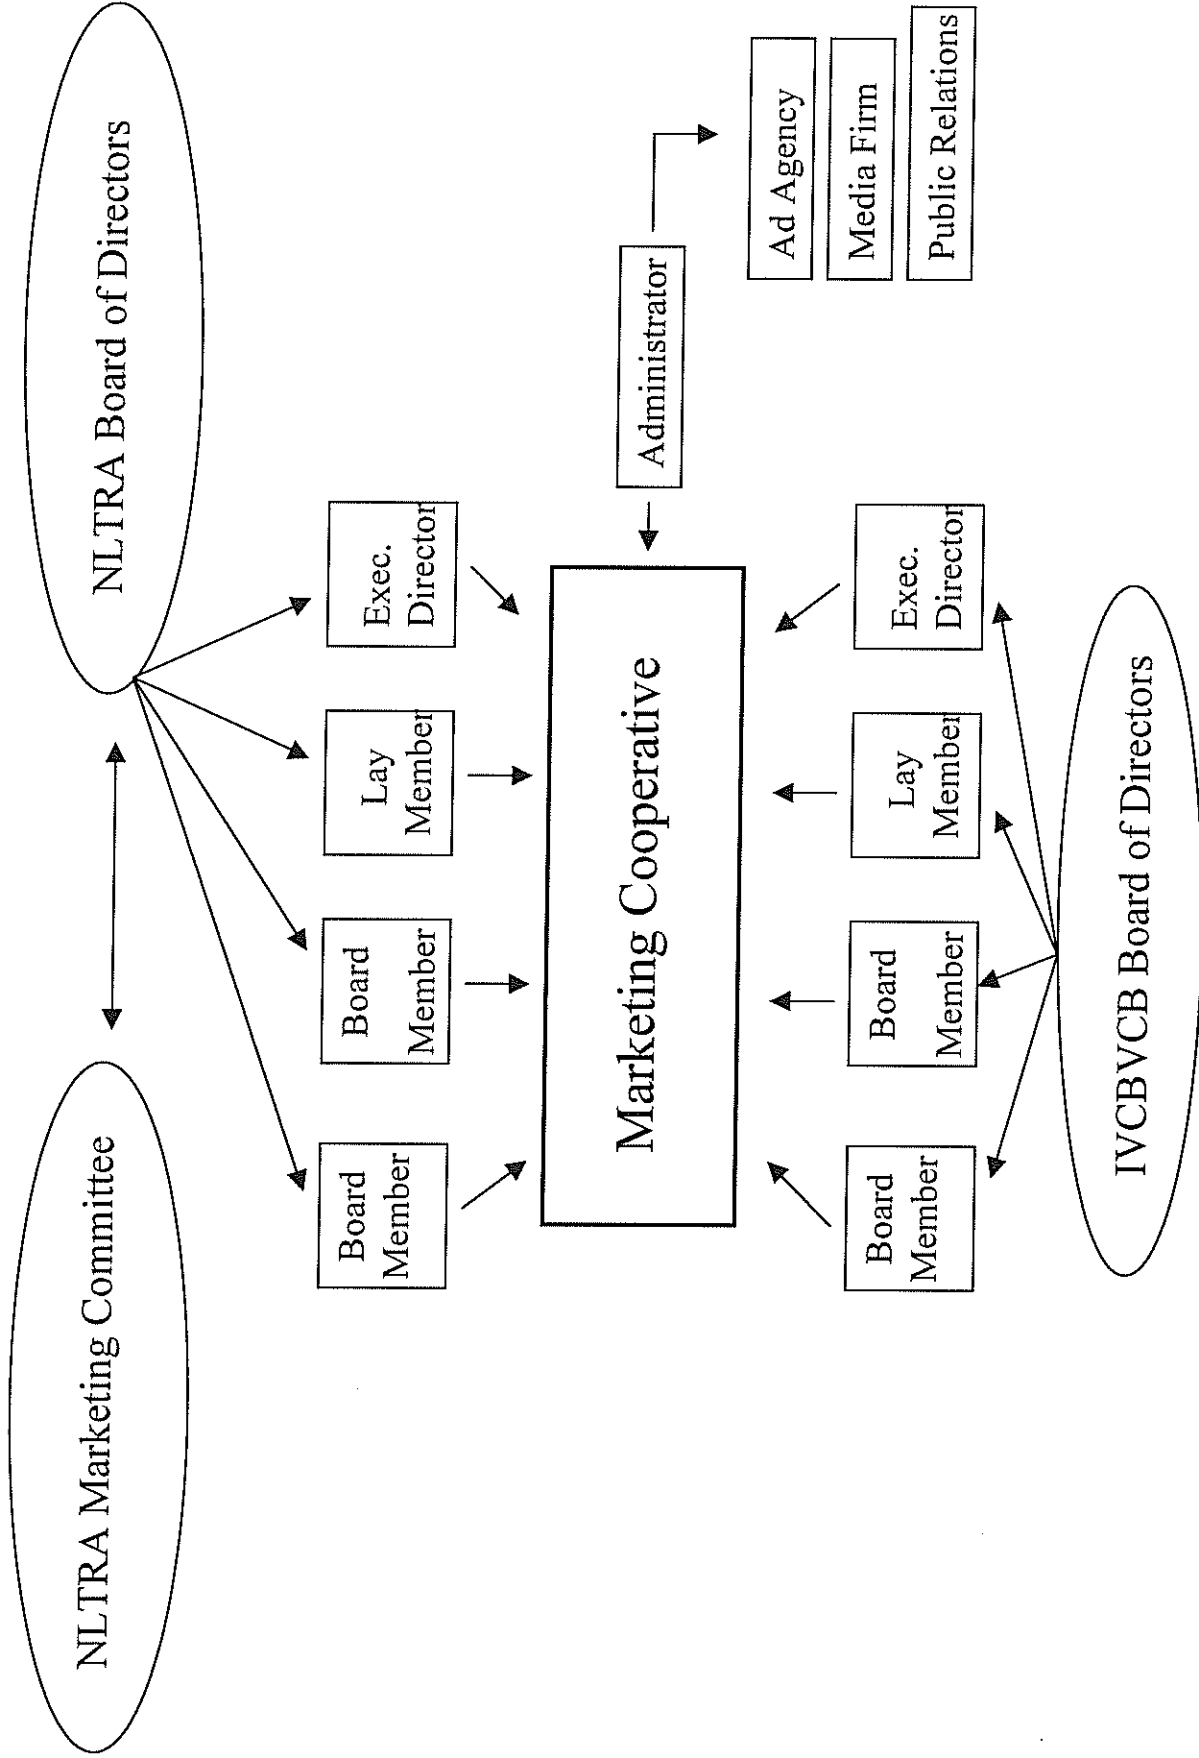 NLTRA Marketing Committee
NLTRA Board of Directors
Board
Member
Board
Member
Lay
Member
Exec.
Director
Marketing Cooperative
Administrator
Ad Agency
Media Firm
Public Relations
Board
Member
Board
Member
Lay
Member
Exec.
Director
IVCBVCB Board of Directors